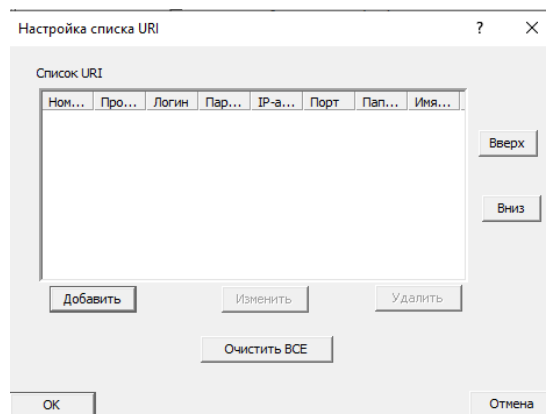 Настройка списка URI ? ×
Список URI
Ном... Про... Логин Пар... IP-а... Порт Пап... Имя...
Вверх
Вниз
Добавить Изменить Удалить
Очистить ВСЕ
OK Отмена